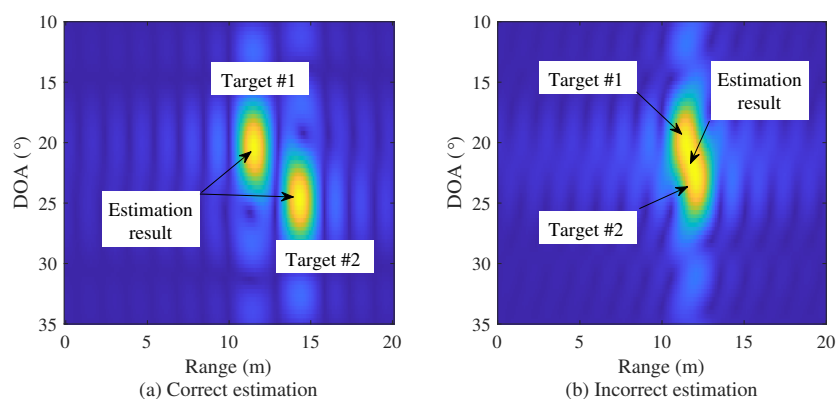 10
15
20
25
30
35
DOA (°)
0
5
10
15
20
Range (m)
Target #1
Estimation
result
Target #2
(a) Correct estimation
10
15
20
25
30
35
DOA (°)
0
5
10
15
20
Range (m)
Target #1
Estimation
result
Target #2
(b) Incorrect estimation